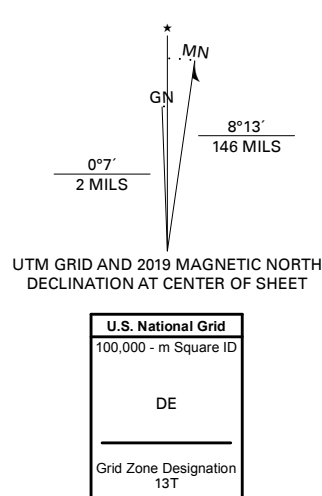 ★
MN
GN
8°13´
146 MILS
0°7´
2 MILS
UTM GRID AND 2019 MAGNETIC NORTH
DECLINATION AT CENTER OF SHEET
U.S. National Grid
100,000 - m Square ID
DE
Grid Zone Designation
13T